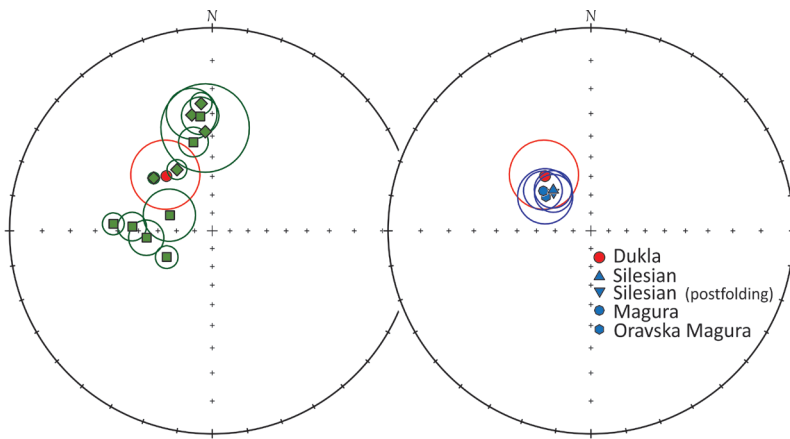 N
N
Dukla
Silesian
Silesian (postfolding)
Magura
Oravska Magura